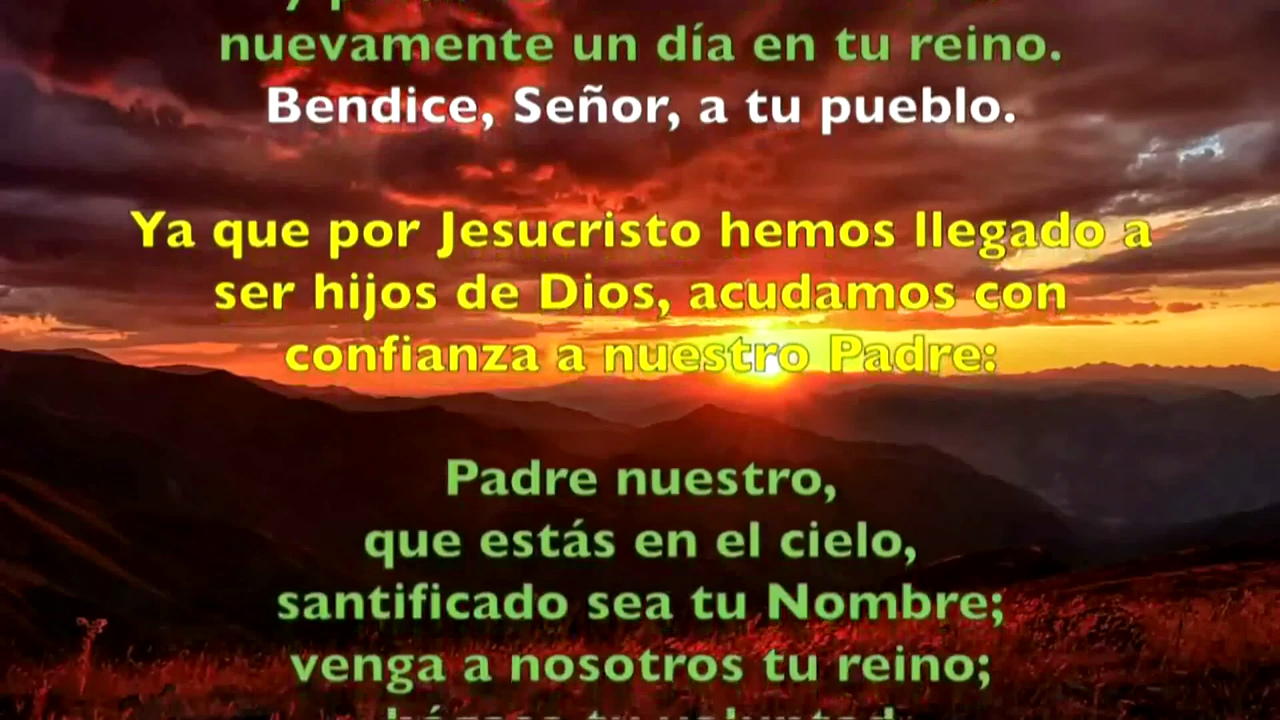 nuevamente un día en tu reino.
Bendice, Señor, a tu pueblo.
Ya que por Jesucristo hemos llegado a
ser hijos de Dios, acudamos con
confianza a nuestro Padre:
Padre nuestro,
que estás en el cielo,
santificado sea tu Nombre;
venga a nosotros tu reino;